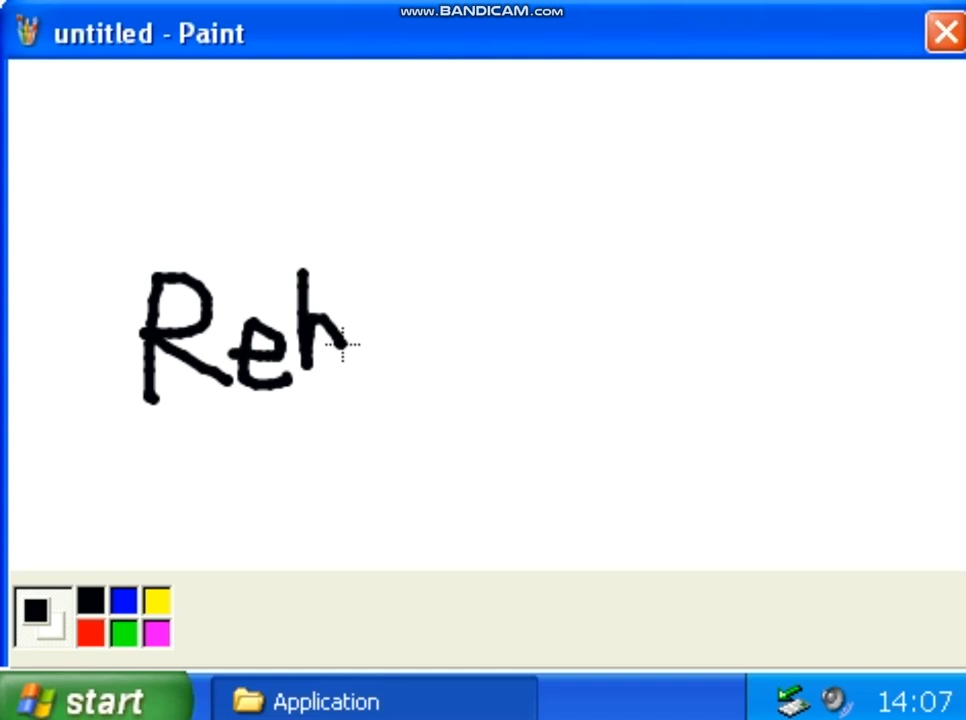 www.BANDICAM.com
untitled - Paint
Reh
start
Application
14:07